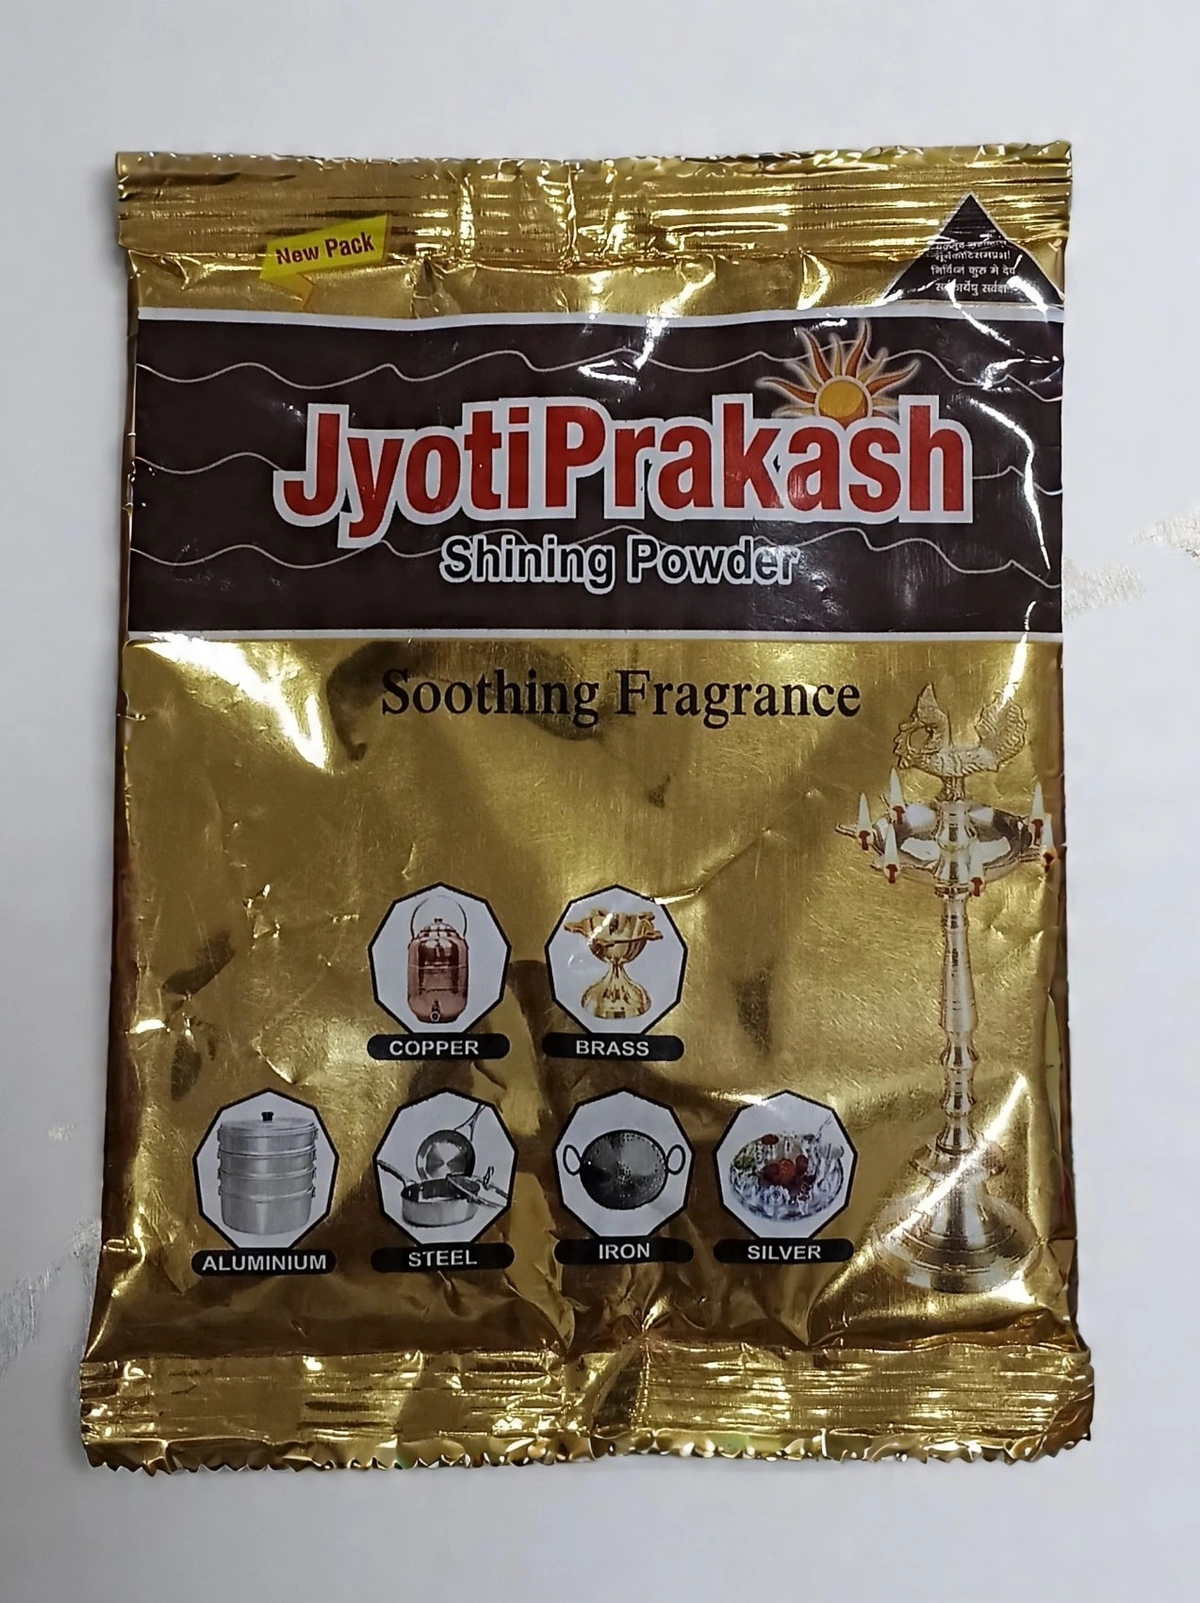 New Pack
निर्विघ्नं कुरु मे देव
JyotiPrakash
Shining Powder
Soothing Fragrance
COPPER
BRASS
ALUMINIUM
STEEL
IRON
SILVER